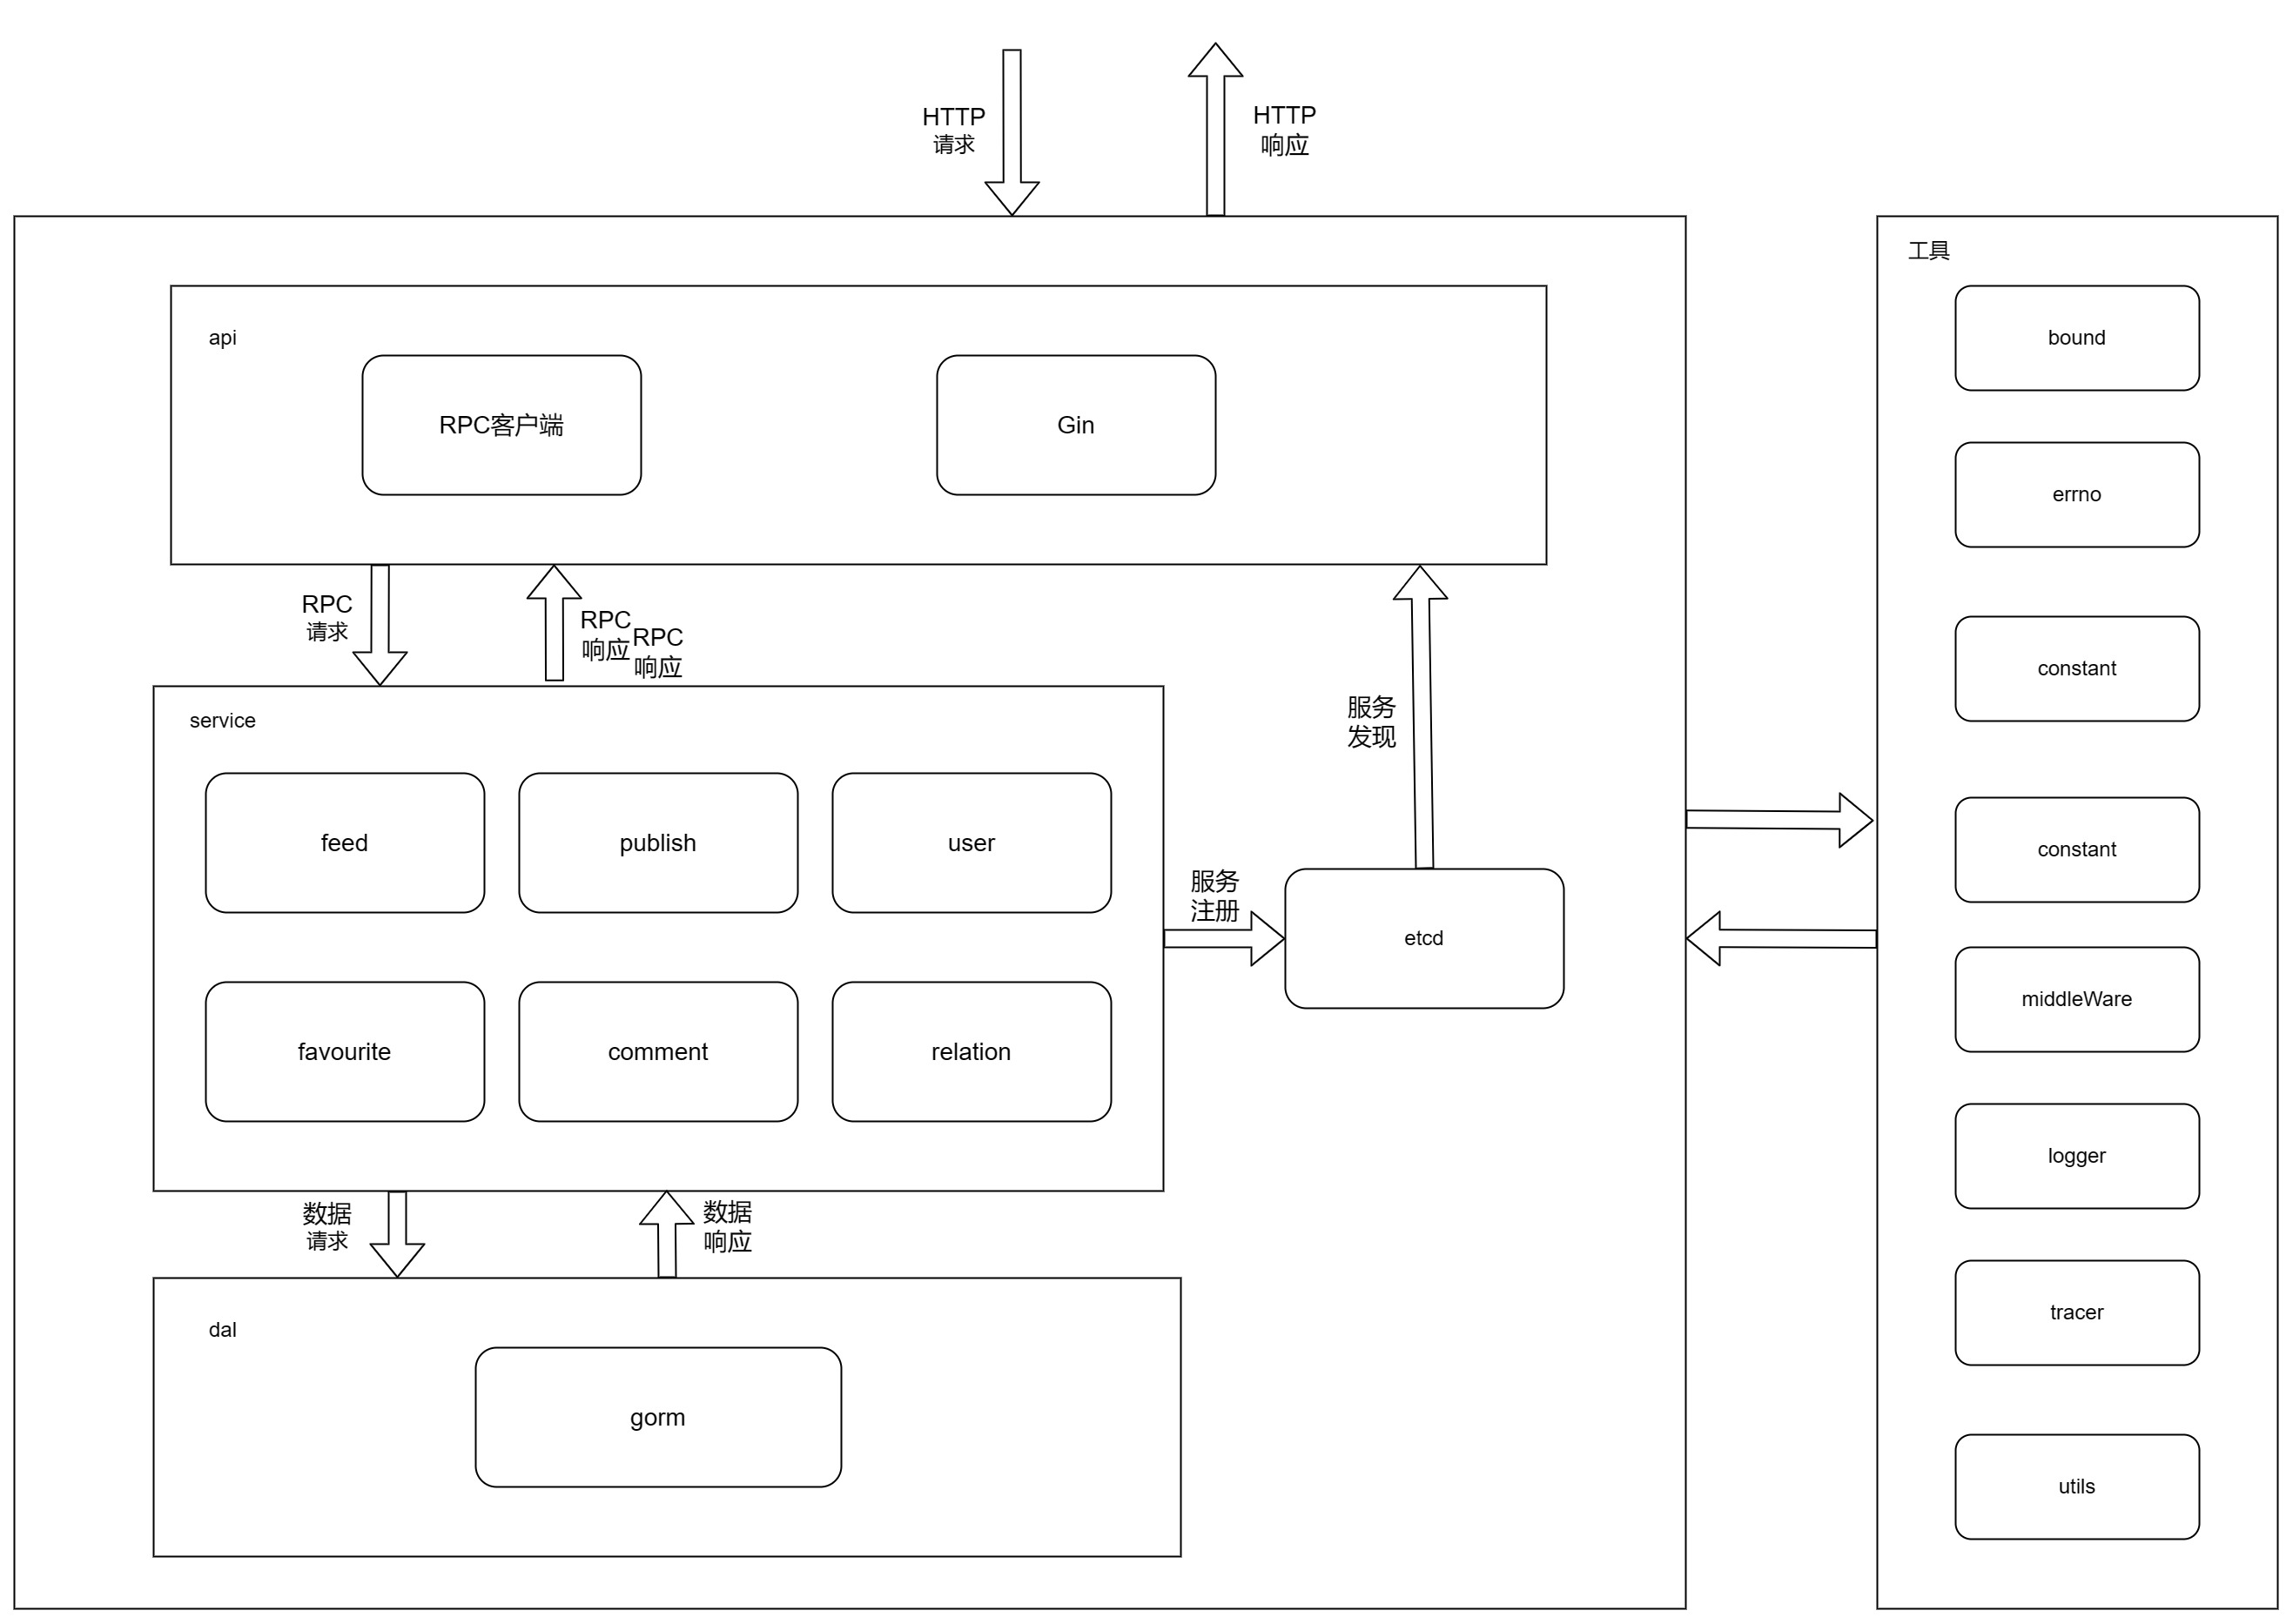 HTTP
请求
HTTP
响应
api
RPC客户端
Gin
RPC
请求
RPC
响应
RPC
响应
服务
发现
service
feed
publish
user
favourite
comment
relation
服务
注册
etcd
数据
请求
数据
响应
dal
gorm
工具
bound
errno
constant
constant
middleWare
logger
tracer
utils